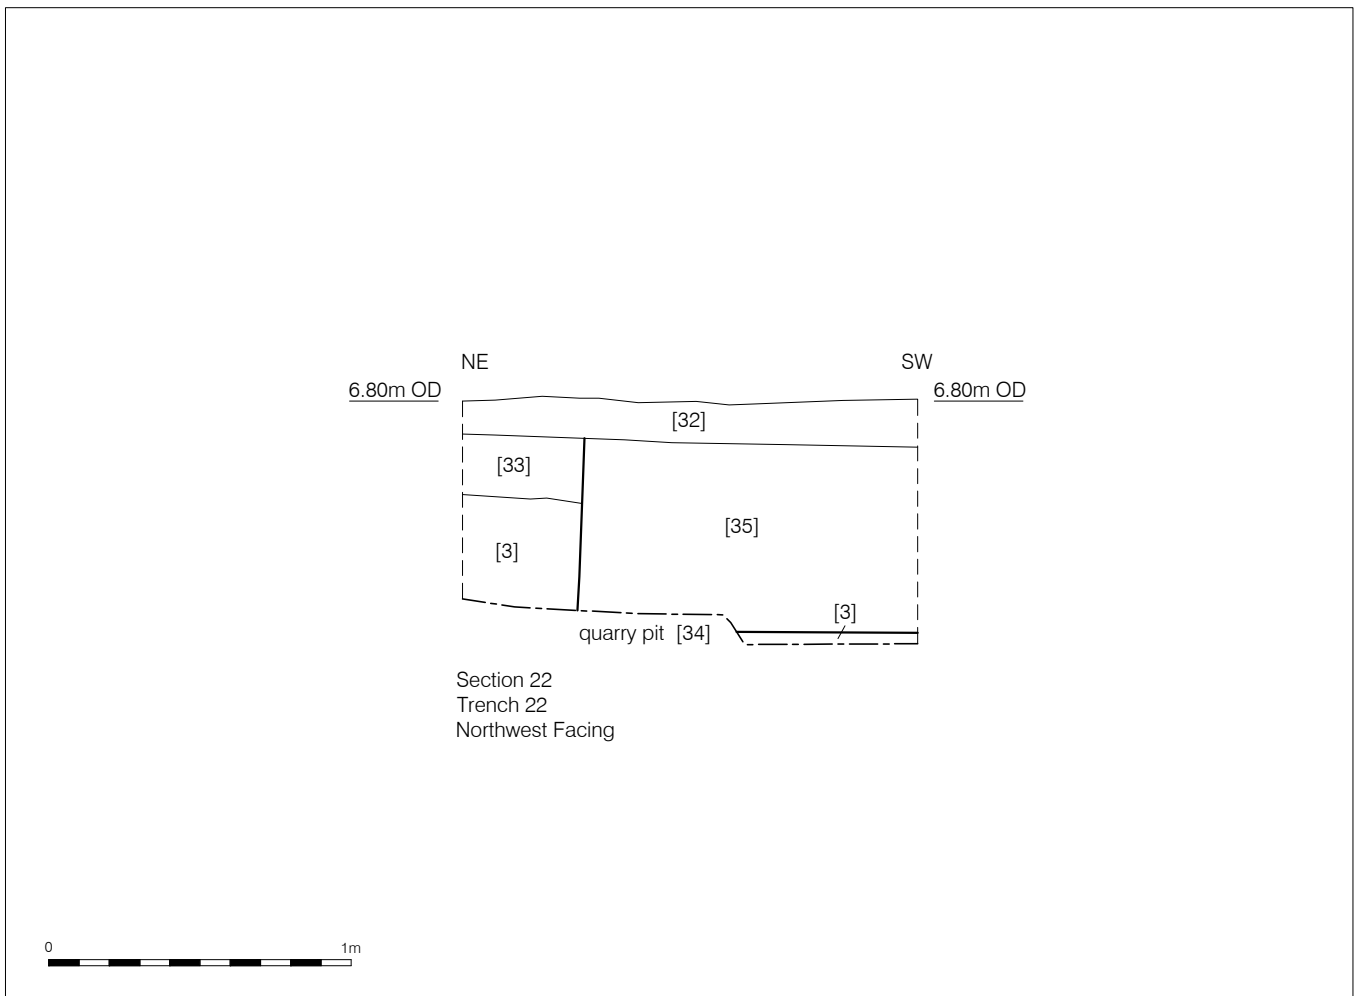 NE SW
6.80m OD 6.80m OD
[32]
[33]
[35]
[3]
[3]
quarry pit [34]
Section 22
Trench 22
Northwest Facing
0 1m